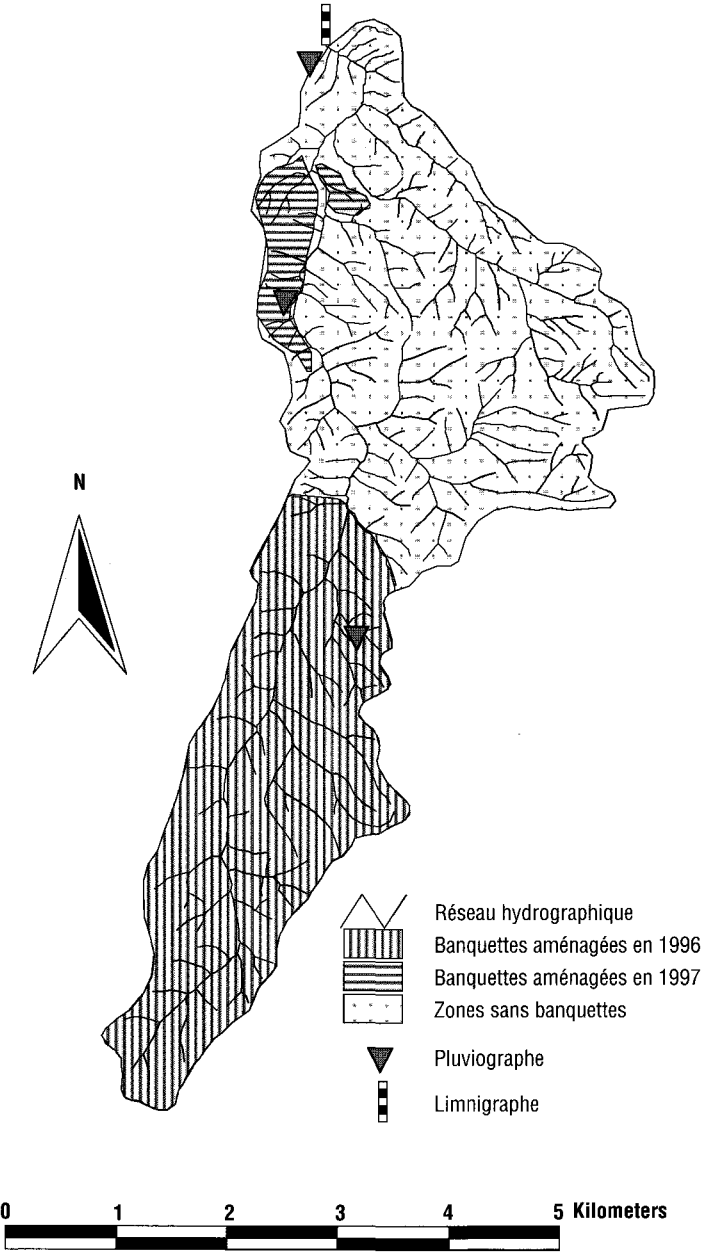 N
Réseau hydrographique
Banquettes aménagées en 1996
Banquettes aménagées en 1997
Zones sans banquettes
Pluviographe
Limnigraphe
0 1 2 3 4 5 Kilometers